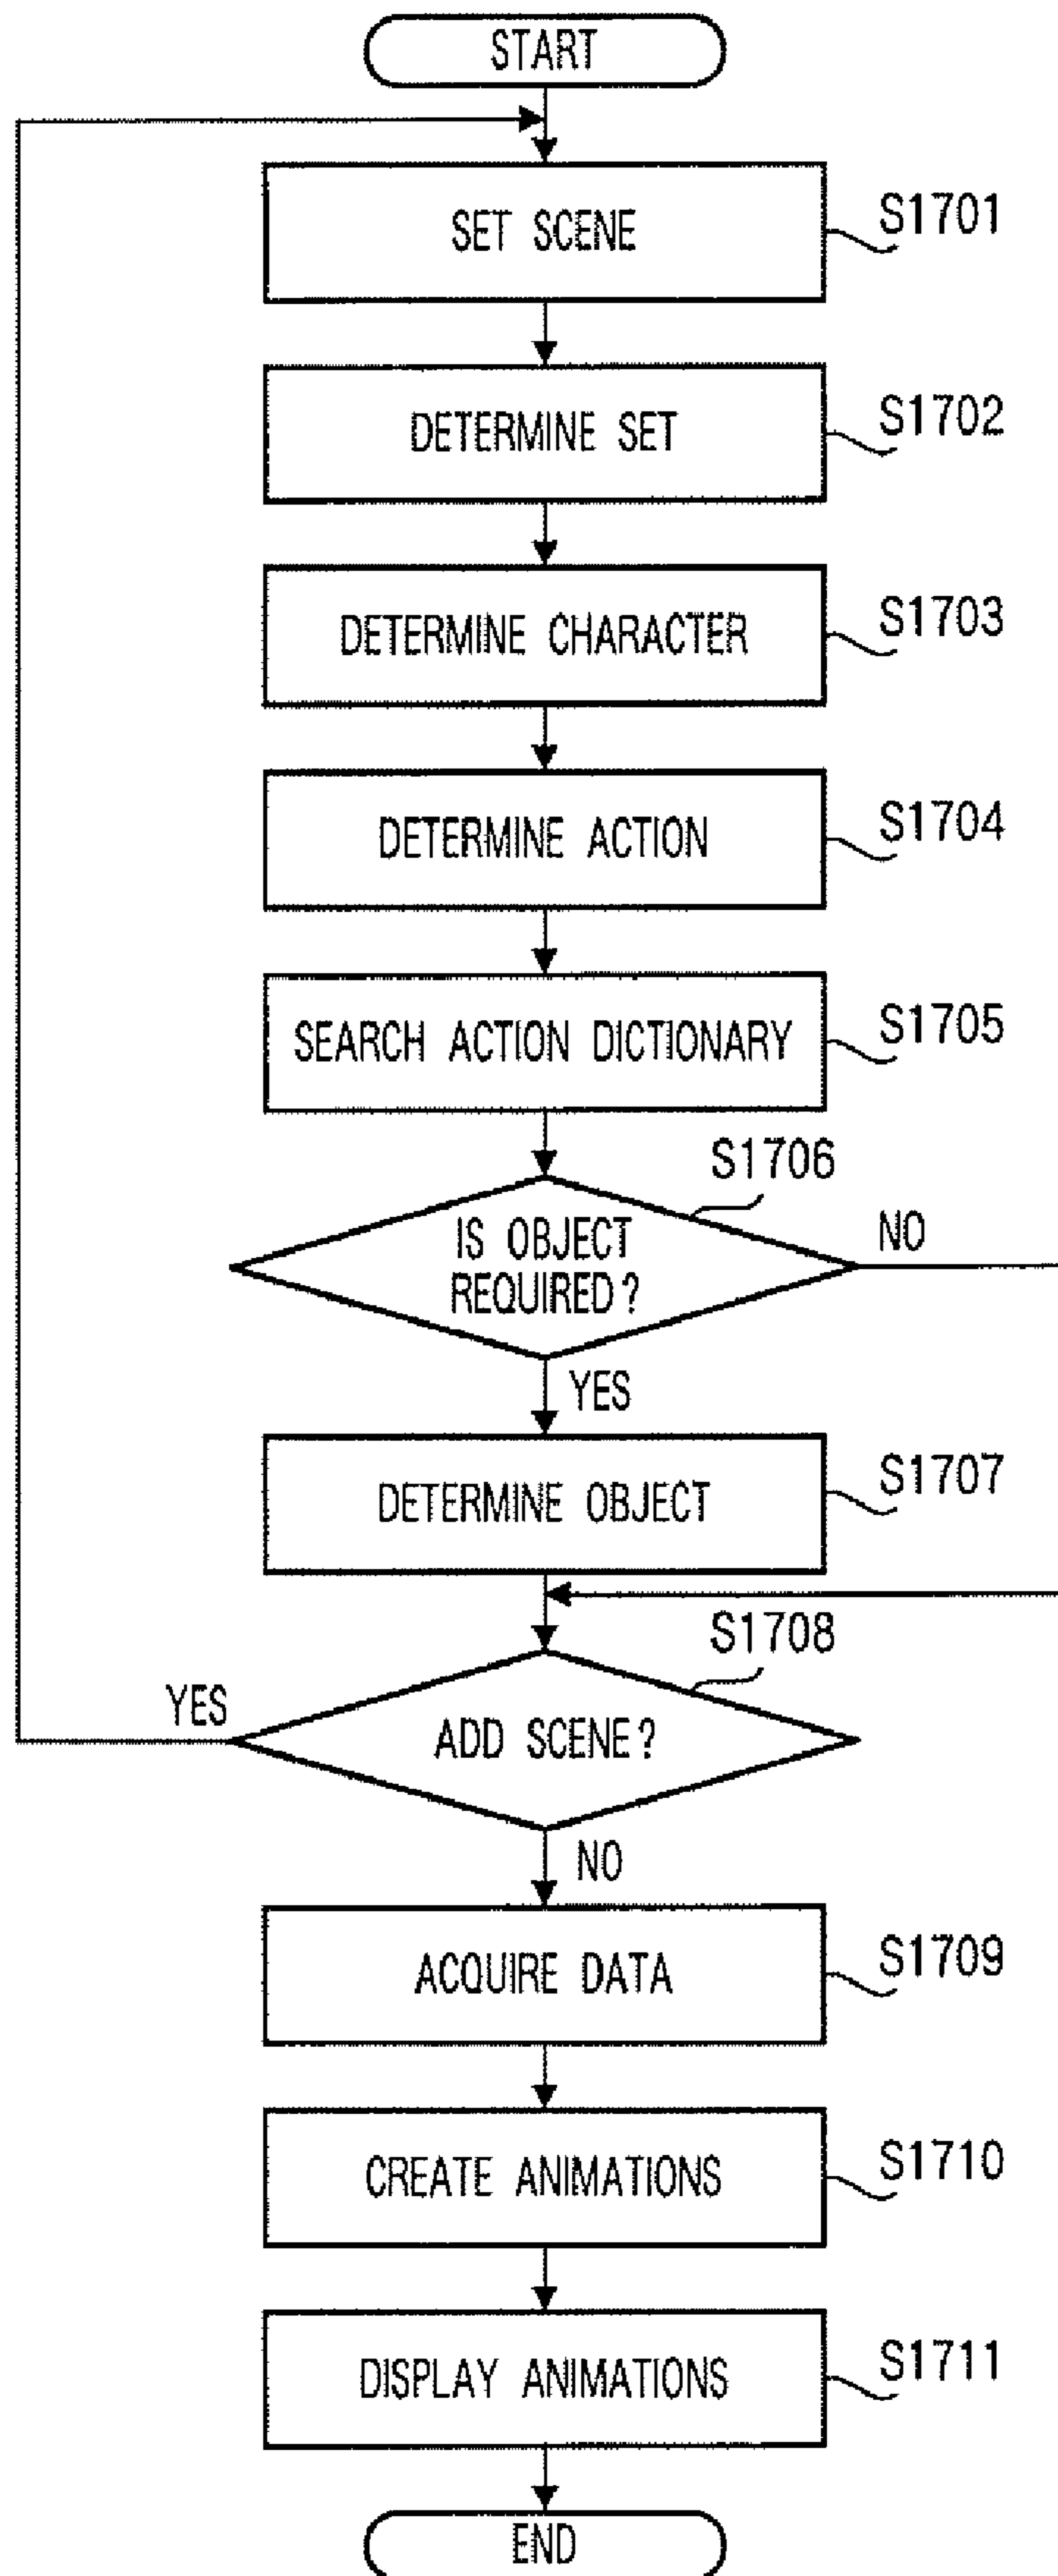 START
SET SCENE
S1701
DETERMINE SET
S1702
DETERMINE CHARACTER
S1703
DETERMINE ACTION
S1704
SEARCH ACTION DICTIONARY
S1705
S1706
IS OBJECT
REQUIRED?
NO
YES
DETERMINE OBJECT
S1707
S1708
ADD SCENE?
YES
NO
ACQUIRE DATA
S1709
CREATE ANIMATIONS
S1710
DISPLAY ANIMATIONS
S1711
END